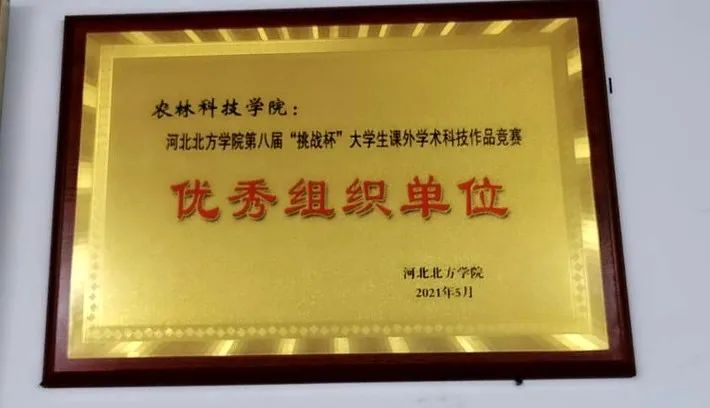 农林科技学院：
河北北方学院第八届“挑战杯”大学生课外学术科技作品竞赛
优秀组织单位
河北北方学院
2021年5月